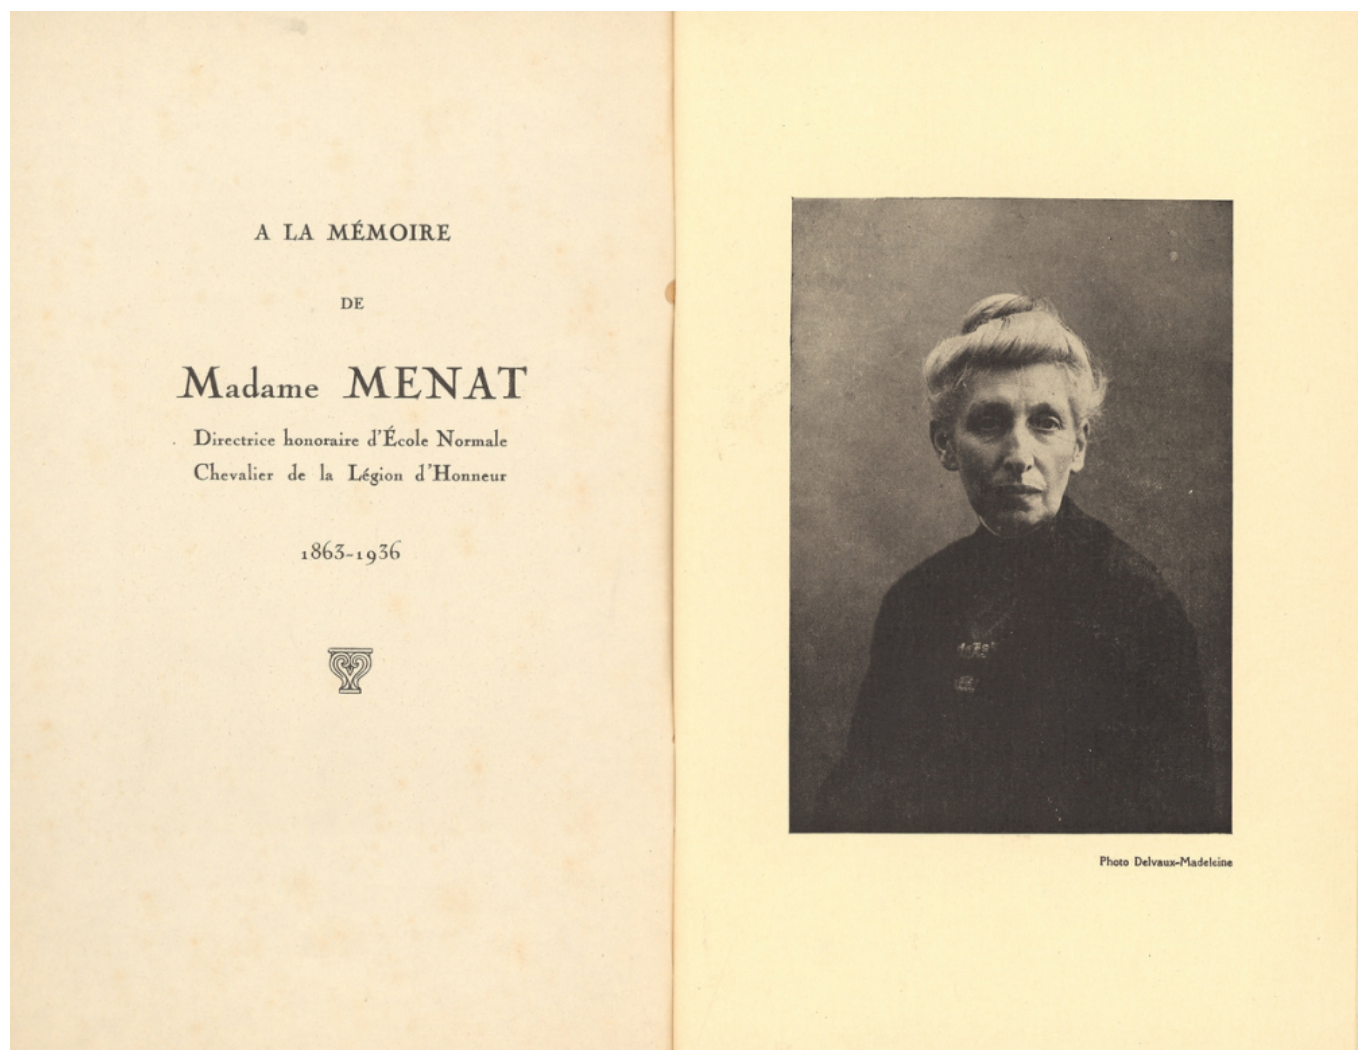 A LA MÉMOIRE
DE
Madame MENAT
Directrice honoraire d'École Normale
Chevalier de la Légion d'Honneur
1863-1936
Photo Delvaux-Madeleine